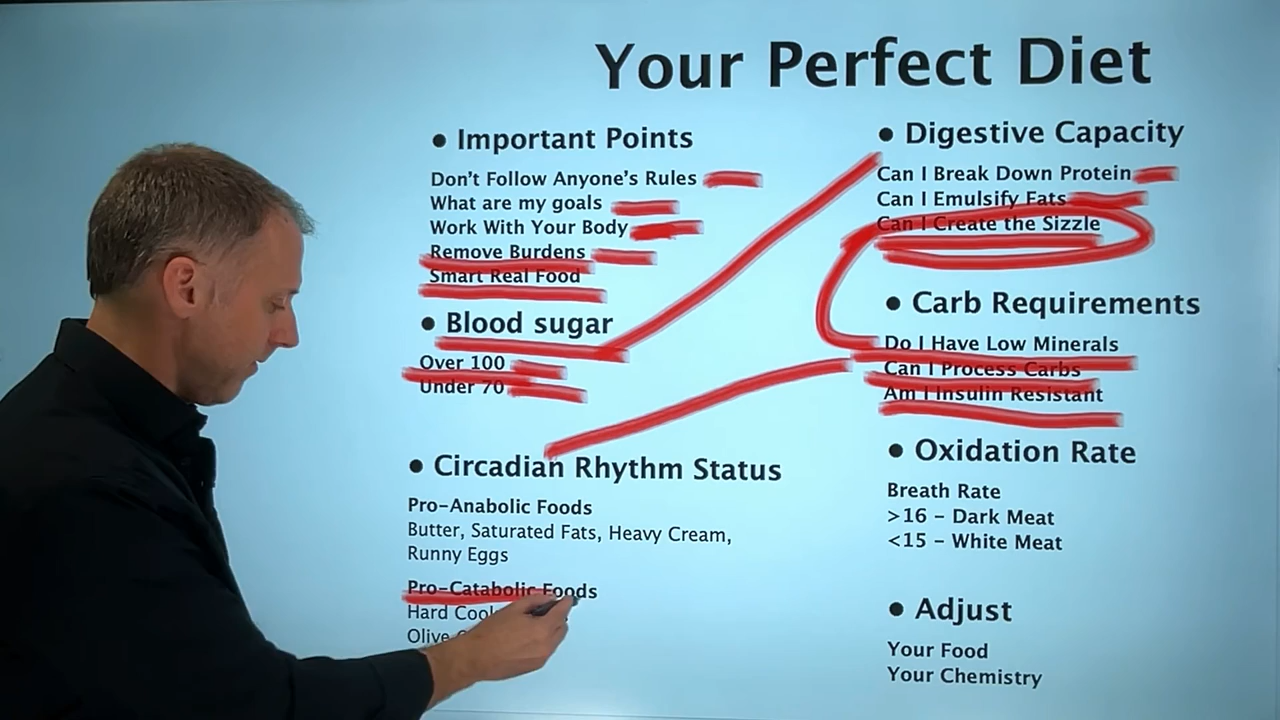 Your Perfect Diet
● Important Points
Don't Follow Anyone's Rules
What are my goals
Work With Your Body
Remove Burdens
Smart Real Food
● Blood sugar
Over 100
Under 70
● Circadian Rhythm Status
Pro-Anabolic Foods
Butter, Saturated Fats, Heavy Cream,
Runny Eggs
Pro-Catabolic Foods
Hard
Olive
● Digestive Capacity
Can I Break Down Protein
Can I Emulsify Fats
Can I Create the Sizzle
● Carb Requirements
Do I Have Low Minerals
Can I Process Carbs
Am I Insulin Resistant
● Oxidation Rate
Breath Rate
>16 – Dark Meat
<15 – White Meat
● Adjust
Your Food
Your Chemistry